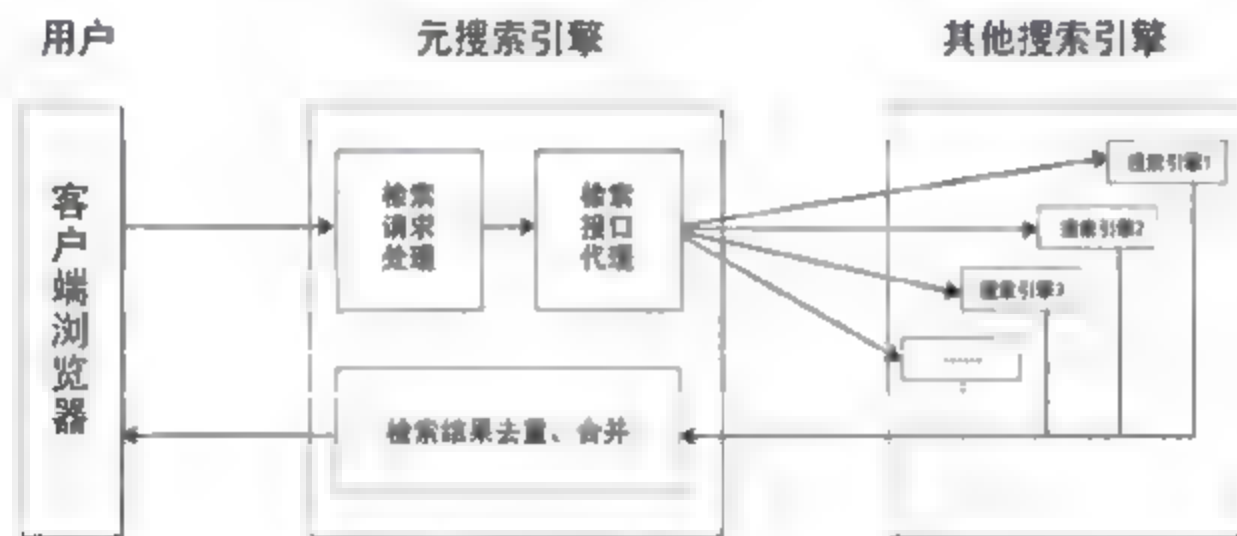 用户
元搜索引擎
其他搜索引擎
客户端浏览器
检索
请求
处理
检索
接口
代理
搜索引擎1
搜索引擎2
搜索引擎3
······
检索结果去重、合并